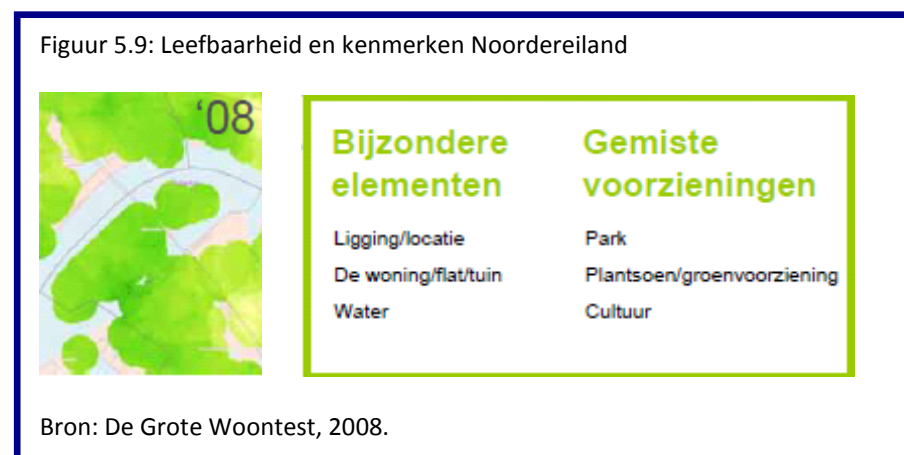 Figuur 5.9: Leefbaarheid en kenmerken Noordereiland
‘08
Bijzondere
elementen
Ligging/locatie
De woning/flat/tuin
Water
Gemiste
voorzieningen
Park
Plantsoen/groenvoorziening
Cultuur
Bron: De Grote Woontest, 2008.